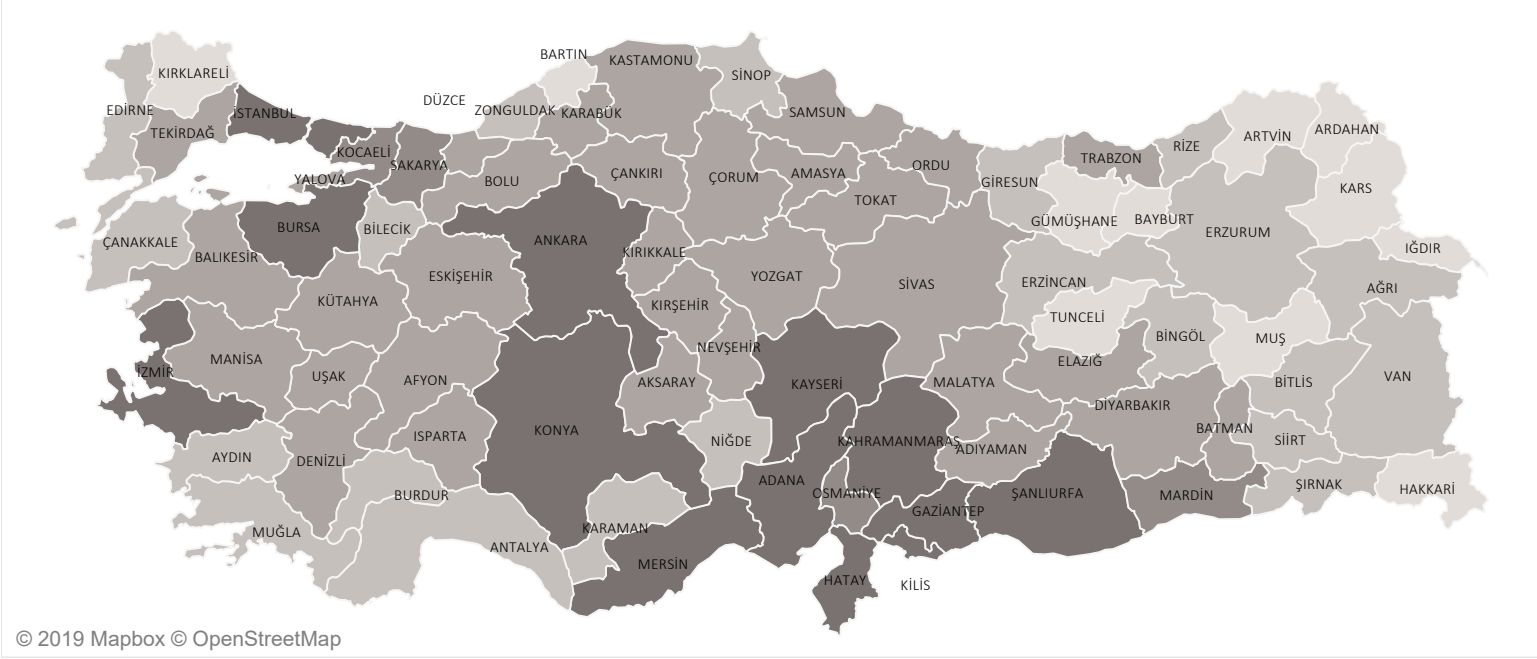 BARTIN
KASTAMONU
KIRKLARELİ
SİNOP
EDİRNE
İSTANBUL
DÜZCE
ZONGULDAK
KARABÜK
SAMSUN
TEKİRDAĞ
KOCAELİ
SAKARYA
ARTVİN
ARDAHAN
TRABZON
RİZE
YALOVA
BOLU
ÇANKIRI
ÇORUM
AMASYA
ORDU
GİRESUN
KARS
TOKAT
GÜMÜŞHANE
BAYBURT
ERZURUM
ÇANAKKALE
BURSA
BİLECİK
ANKARA
KIRIKKALE
IĞDIR
BALIKESİR
ESKİŞEHİR
YOZGAT
SİVAS
ERZİNCAN
AĞRI
KÜTAHYA
KIRŞEHİR
TUNCELİ
BİNGÖL
MUŞ
MANİSA
NEVŞEHİR
ELAZIĞ
İZMİR
UŞAK
AFYON
AKSARAY
KAYSERİ
MALATYA
BİTLİS
VAN
DİYARBAKIR
ISPARTA
KONYA
NİĞDE
KAHRAMANMARAŞ
ADIYAMAN
BATMAN
SİİRT
AYDIN
DENİZLİ
ADANA
OSMANİYE
ŞANLIURFA
MARDİN
ŞIRNAK
HAKKARİ
BURDUR
GAZİANTEP
MUĞLA
ANTALYA
KARAMAN
MERSİN
HATAY
KİLİS
© 2019 Mapbox © OpenStreetMap